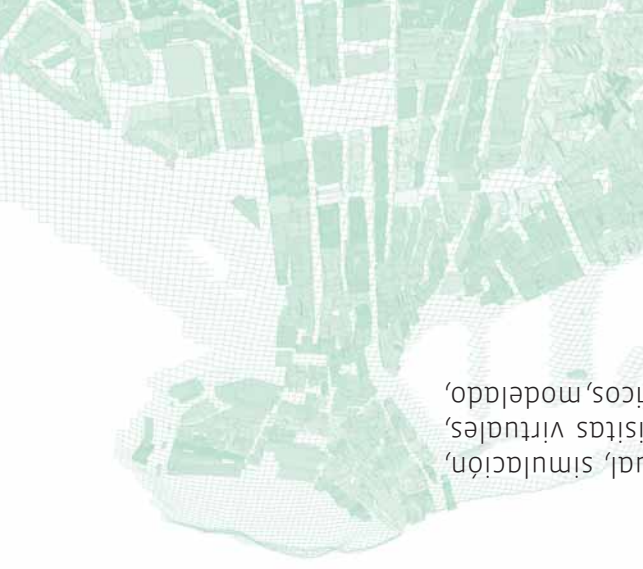 ual, simulación,
isitas virtuales,
icos, modelado,